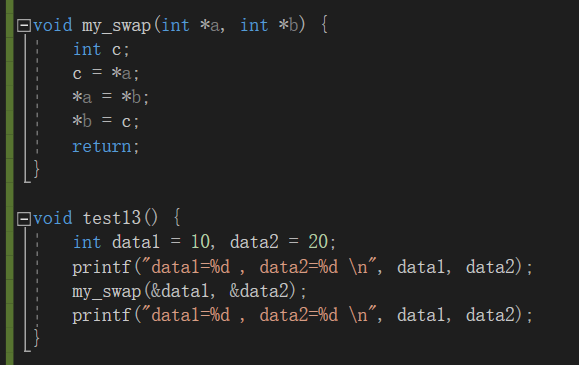 void my_swap(int *a, int *b) {
int c;
c = *a;
*a = *b;
*b = c;
return;
}
void test13() {
int data1 = 10, data2 = 20;
printf("data1=%d , data2=%d \n", data1, data2);
my_swap(&data1, &data2);
printf("data1=%d , data2=%d \n", data1, data2);
}